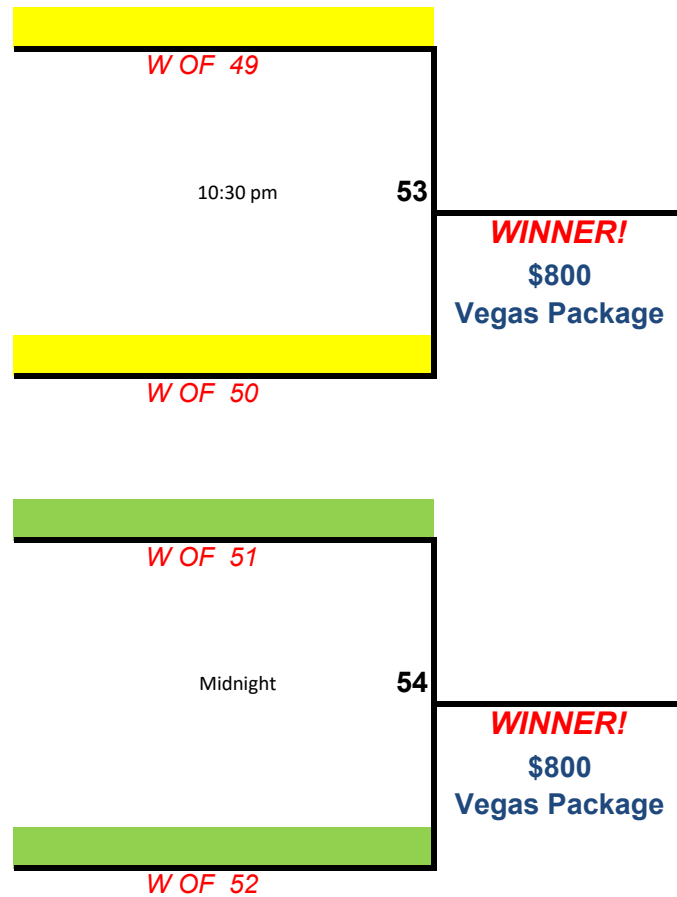 W OF 49
10:30 pm
53
WINNER!
$800
Vegas Package
W OF 50
W OF 51
Midnight
54
WINNER!
$800
Vegas Package
W OF 52